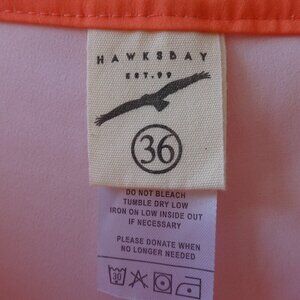 HAWKSBAY
EST.99
36
DO NOT BLEACH
TUMBLE DRY LOW
IRON ON LOW INSIDE OUT
IF NECESSARY
PLEASE DONATE WHEN
NO LONGER NEEDED
30